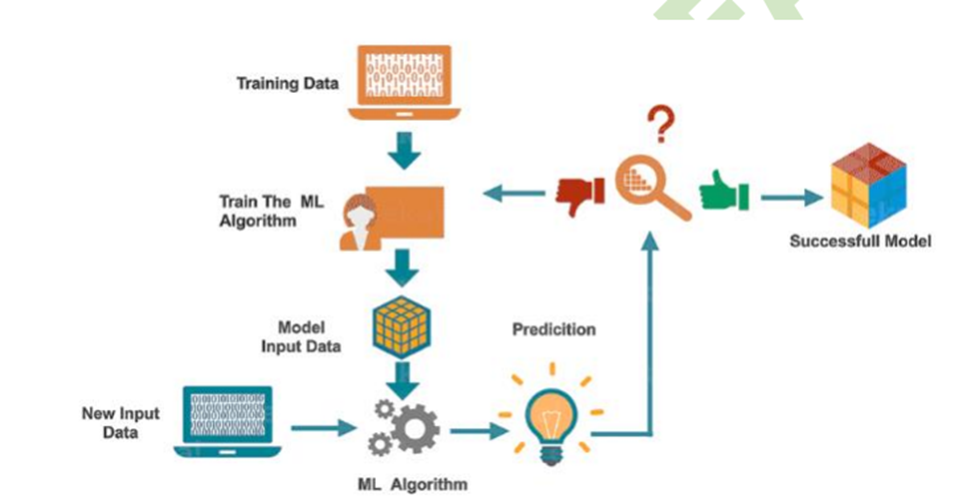 Training Data
?
Train The ML
Algorithm
Successfull Model
Model
Input Data
Predicition
New Input
Data
ML Algorithm